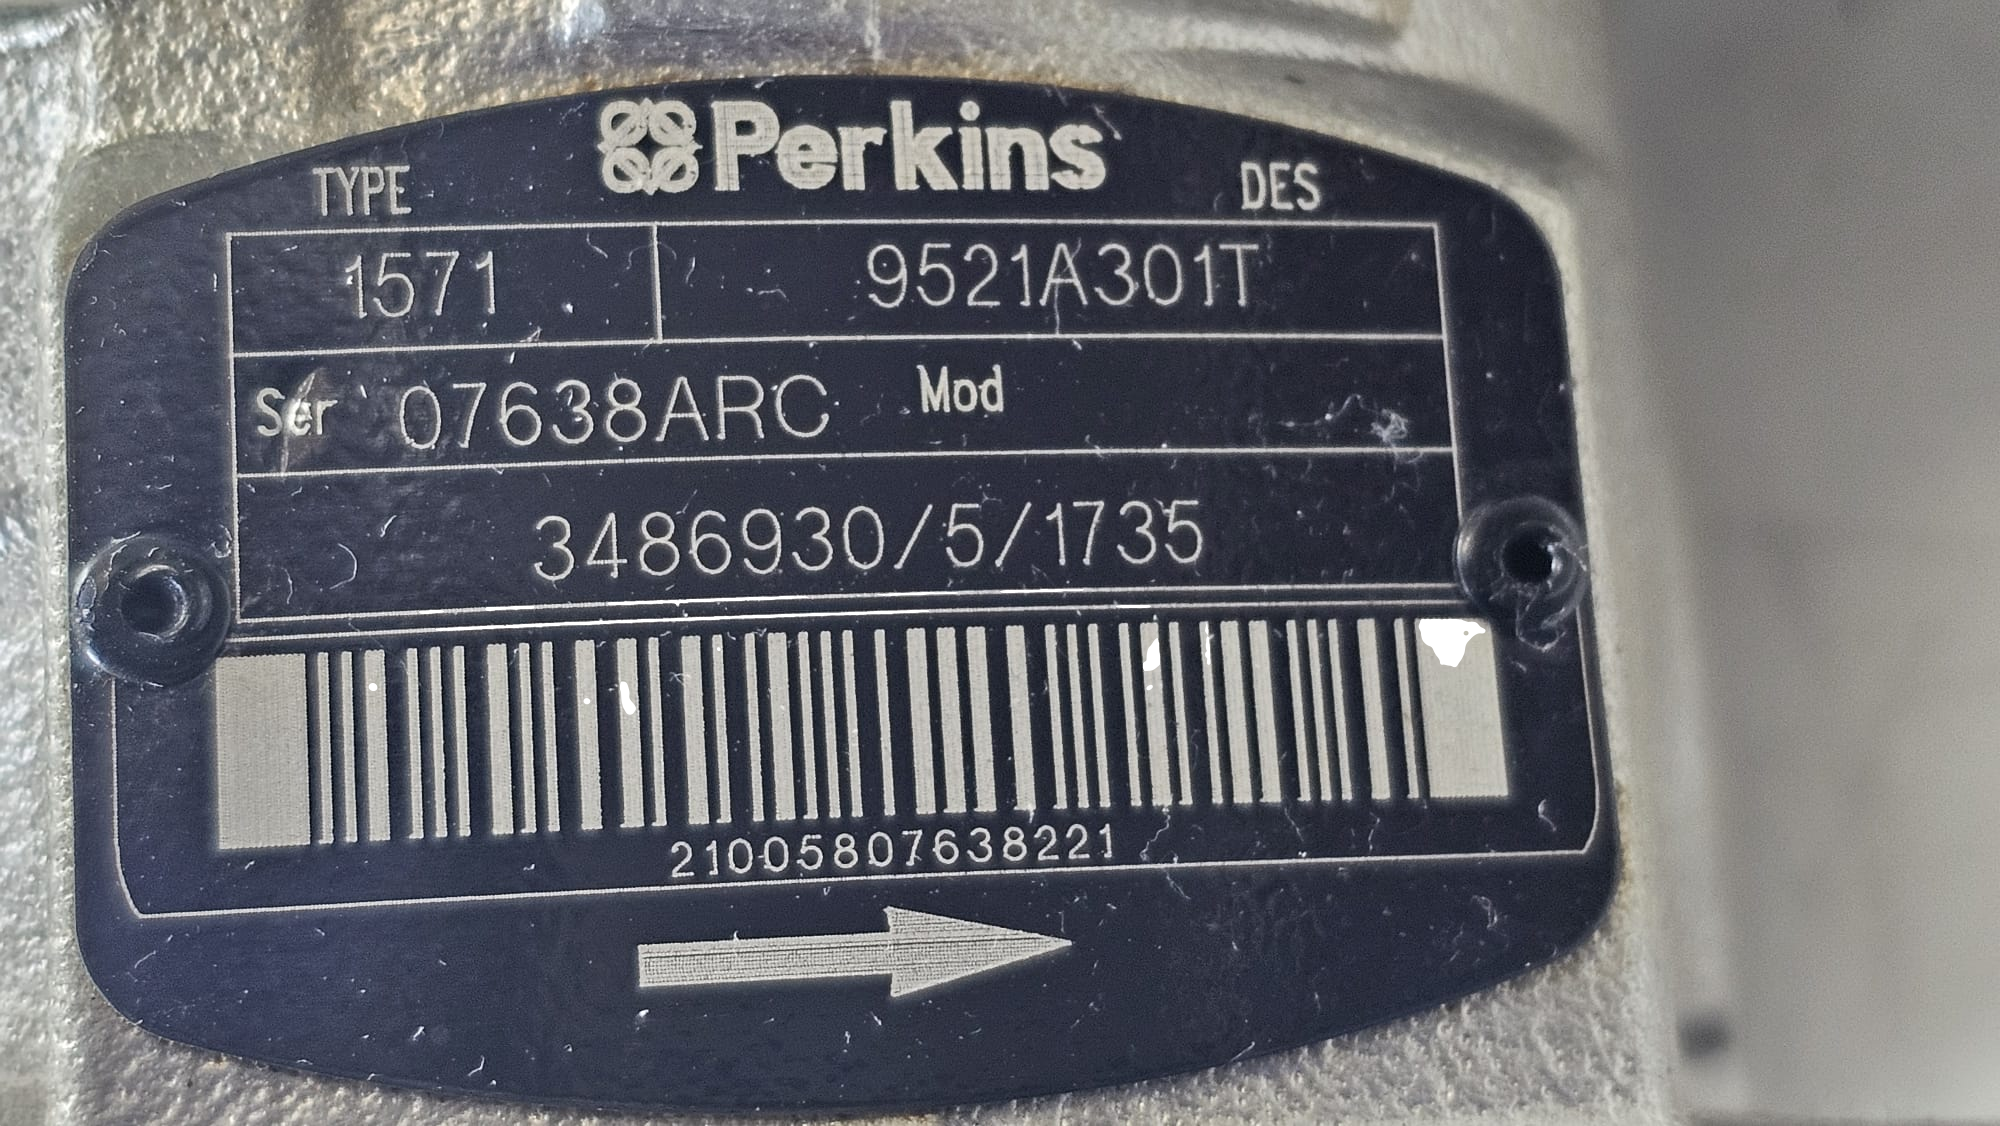 Perkins
TYPE DES
1571 9521A301T
Ser 07638ARC Mod
3486930/5/1735
21005807638221